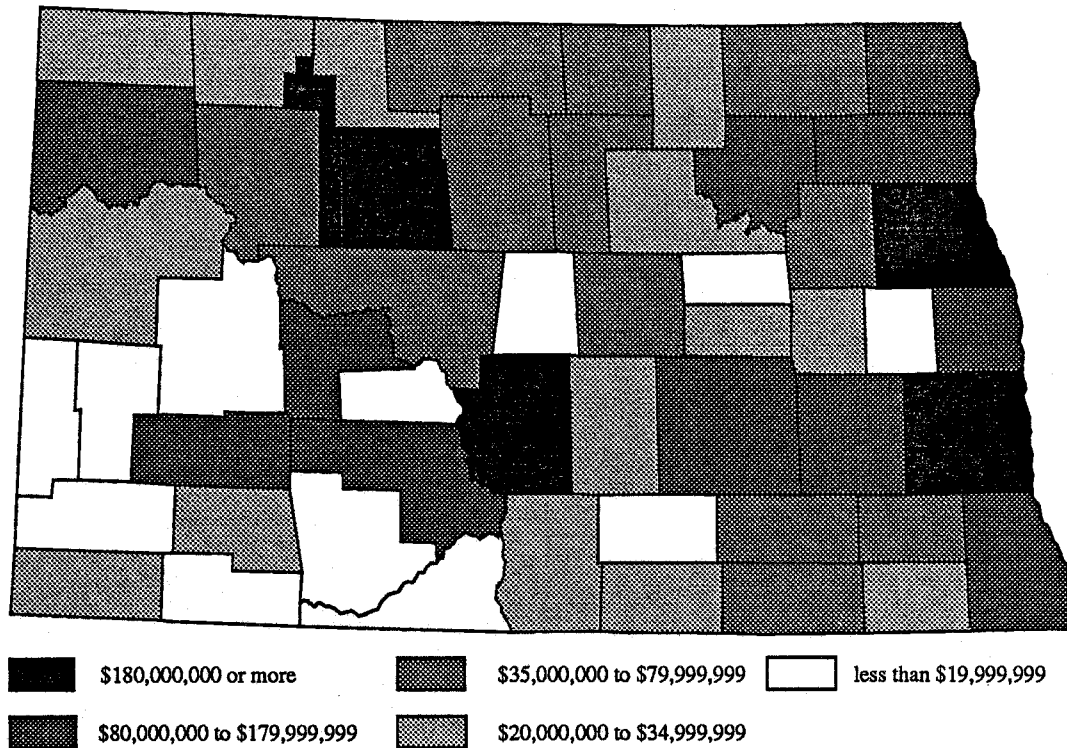 $180,000,000 or more
$35,000,000 to $79,999,999
less than $19,999,999
$80,000,000 to $179,999,999
$20,000,000 to $34,999,999